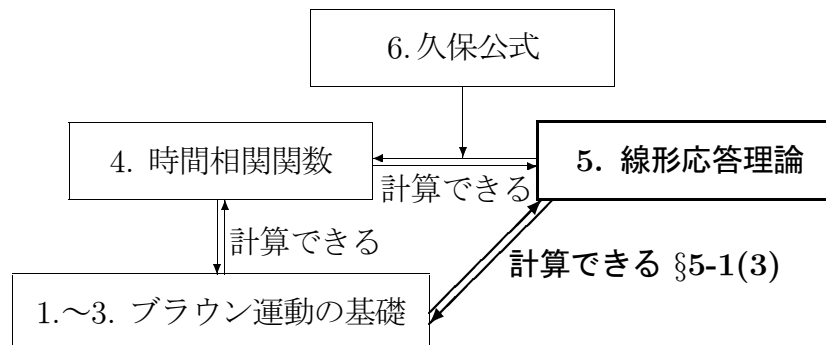 6. 久保公式
4. 時間相関関数
5. 線形応答理論
計算できる
計算できる
計算できる §5-1(3)
1.～3. ブラウン運動の基礎